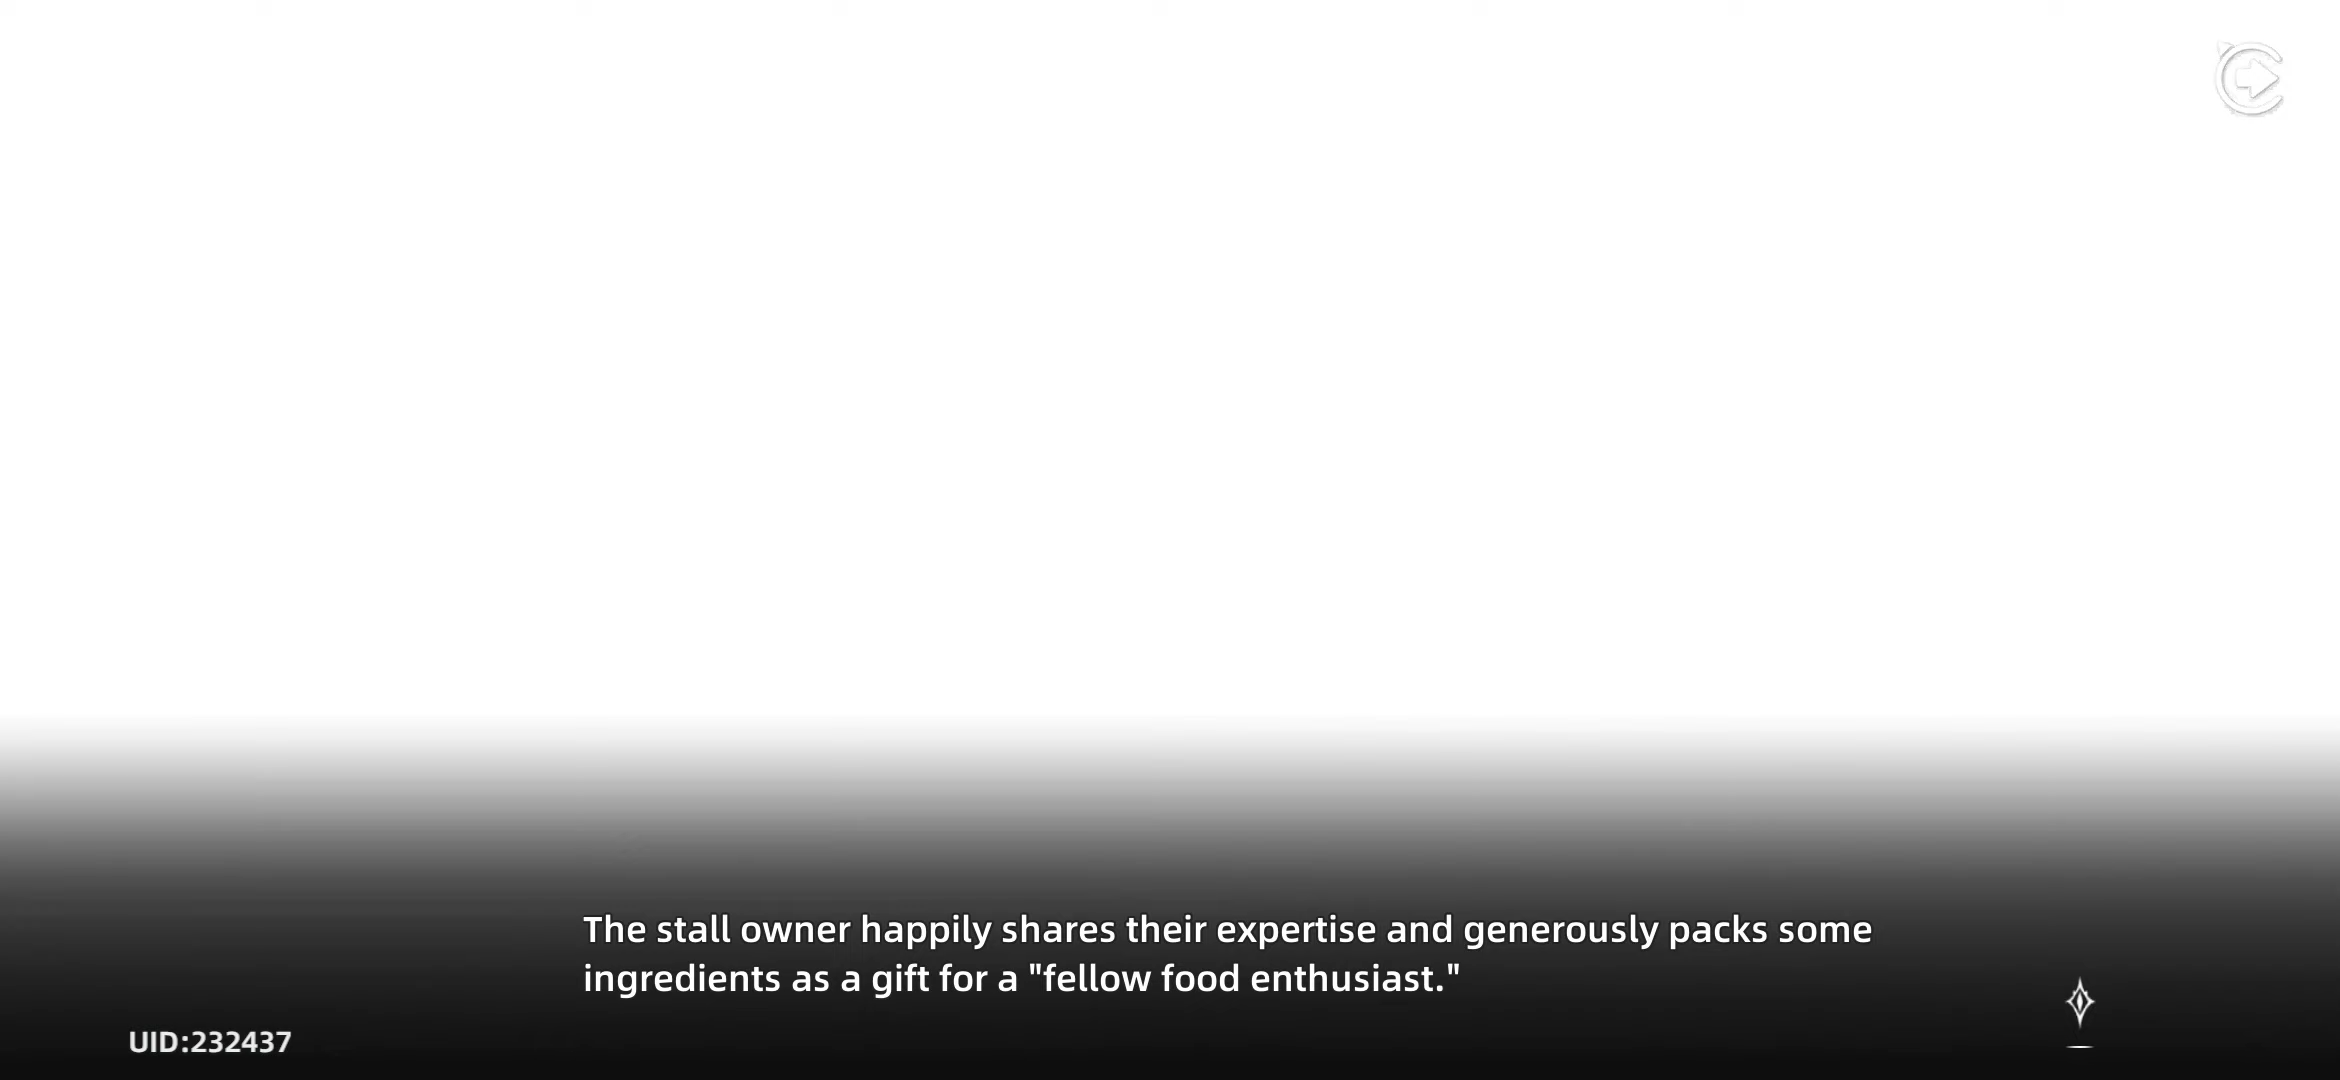 The stall owner happily shares their expertise and generously packs some
ingredients as a gift for a "fellow food enthusiast."
UID:232437